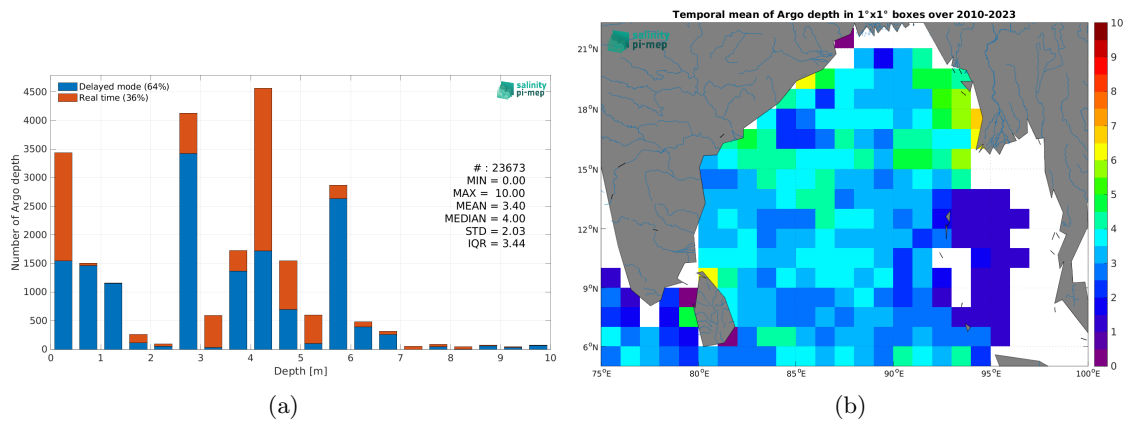 Temporal mean of Argo depth in 1°x1° boxes over 2010-2023
salinity
pi-mep
Delayed mode (64%)
Real time (36%)
salinity
pi-mep
# : 23673
MIN = 0.00
MAX = 10.00
MEAN = 3.40
MEDIAN = 4.00
STD = 2.03
IQR = 3.44
Number of Argo depth
4500
4000
3500
3000
2500
2000
1500
1000
500
0
0 1 2 3 4 5 6 7 8 9 10
Depth [m]
21°N
18°N
15°N
12°N
9°N
6°N
75°E 80°E 85°E 90°E 95°E 100°E
10
9
8
7
6
5
4
3
2
1
0
(a)
(b)